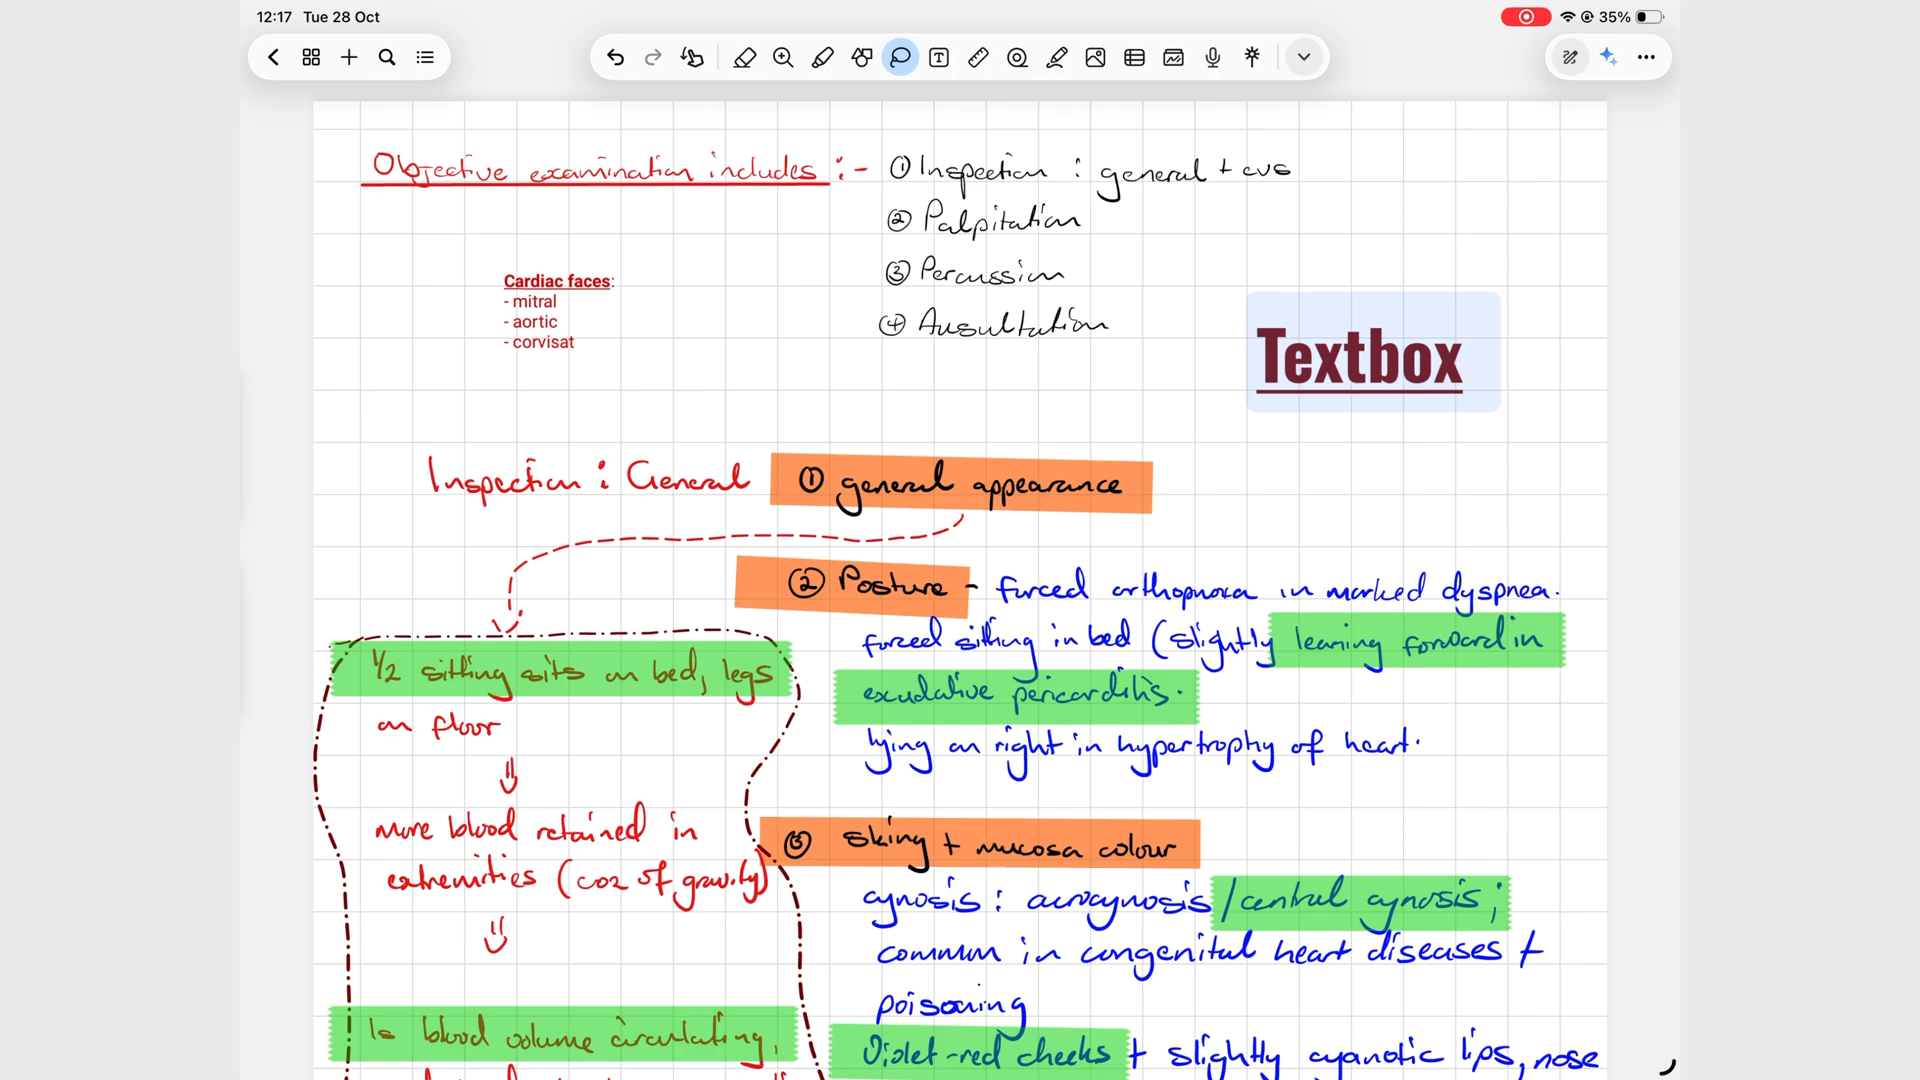 12:17 Tue 28 Oct
35%
Objective examination includes :- ① Inspection : general + cvs
② Palpitation
③ Percussion
④ Ausultation
Cardiac faces:
- mitral
- aortic
- corvisat
Textbox
Inspection : General ① general appearance
② Posture - forced orthopnoea in marked dyspnea.
forced sitting in bed (slightly leaning forward in
exudative pericarditis.
lying on right in hypertrophy of heart.
1/2 sitting sits on bed, legs
on floor
more blood retained in
extremities (coz of gravity)
Is blood volume circulating,
③ Sking + mucosa colour
cynosis : acrocynosis / central cynosis;
common in congenital heart diseases +
poisoning
Violet-red cheeks + slightly cyanotic lips, nose